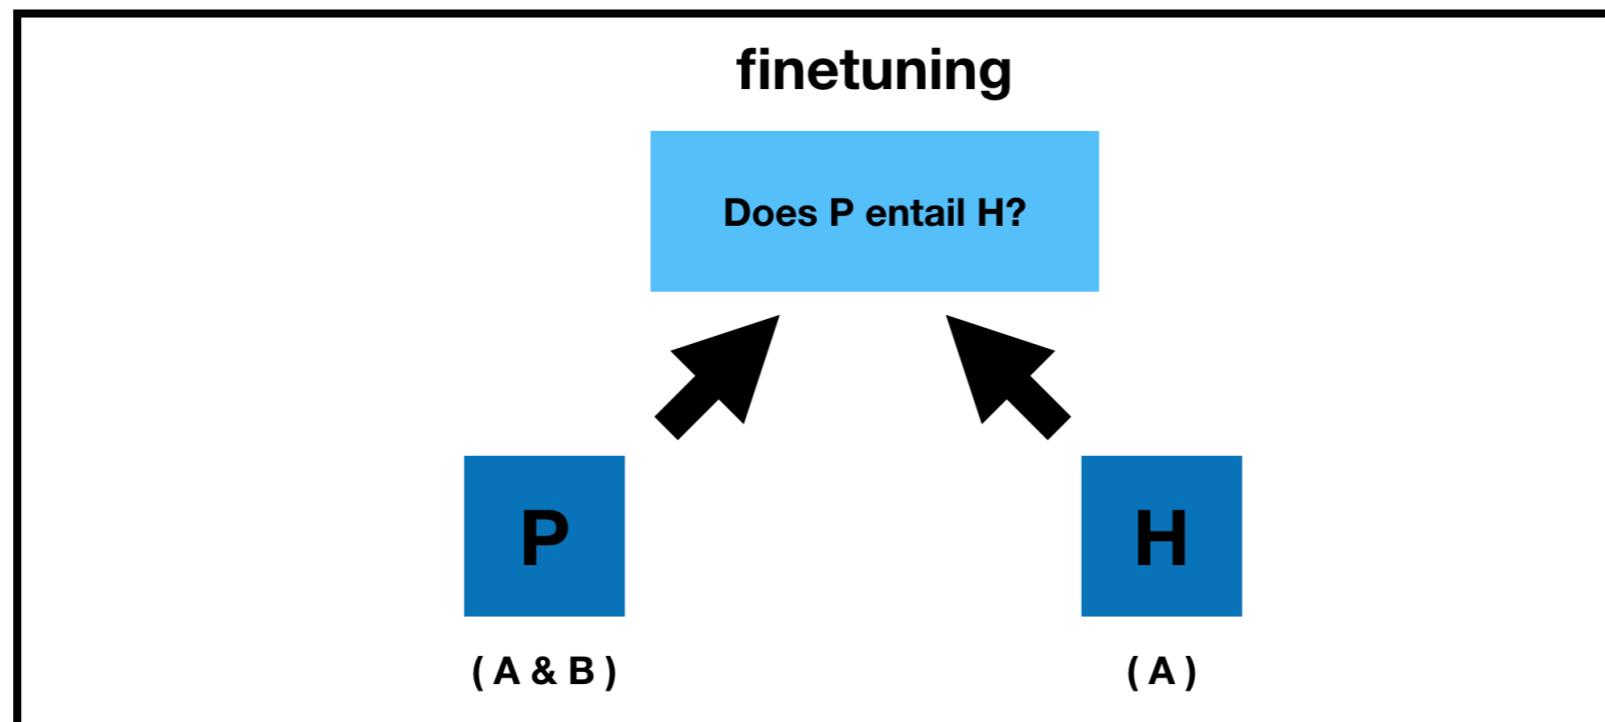 finetuning
Does P entail H?
P
H
( A & B )
( A )